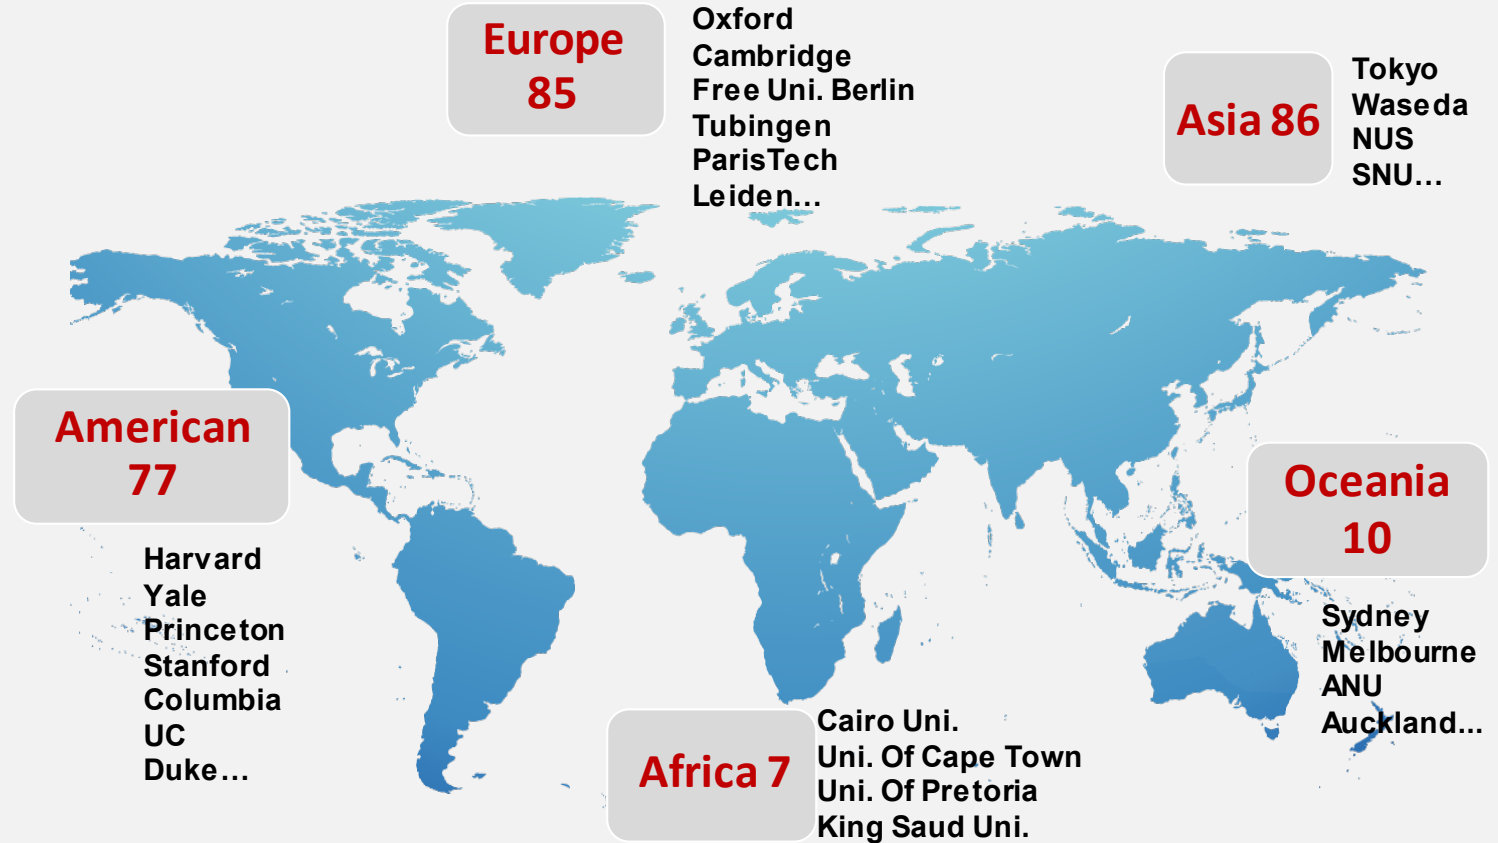 Europe
85
Oxford
Cambridge
Free Uni. Berlin
Tubingen
ParisTech
Leiden...
Asia 86
Tokyo
Waseda
NUS
SNU...
American
77
Harvard
Yale
Princeton
Stanford
Columbia
UC
Duke...
Oceania
10
Sydney
Melbourne
ANU
Auckland...
Africa 7
Cairo Uni.
Uni. Of Cape Town
Uni. Of Pretoria
King Saud Uni.